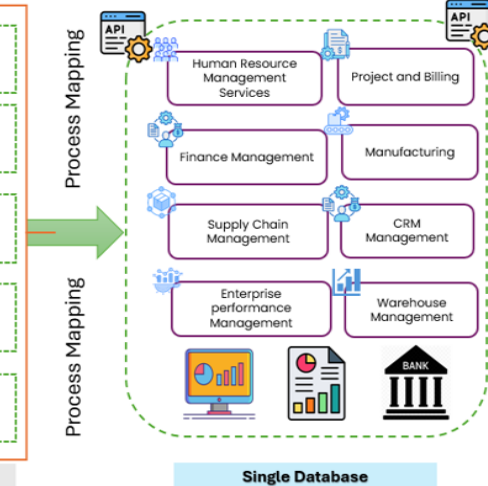 API
API
Process Mapping
Human Resource
Management
Services
Project and Billing
Finance Management
Manufacturing
Supply Chain
Management
CRM
Management
Process Mapping
Enterprise
performance
Management
Warehouse
Management
BANK
Single Database